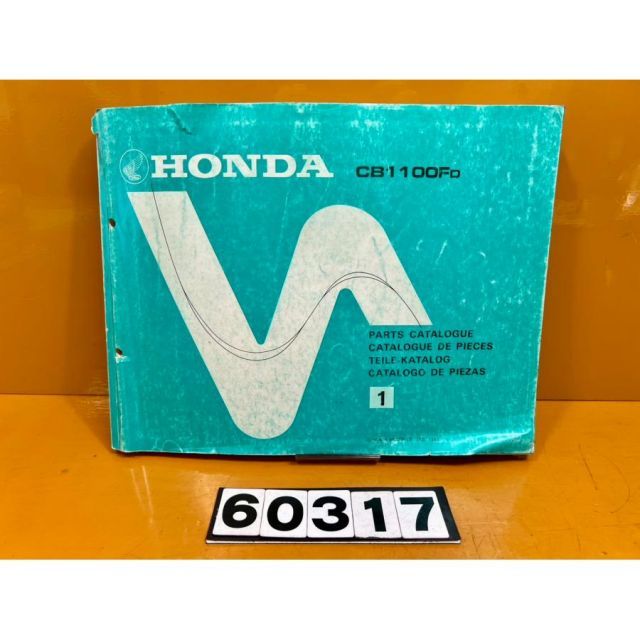 HONDA CB1100FD
PARTS CATALOGUE
CATALOGUE DE PIECES
TEILE-KATALOG
CATALOGO DE PIEZAS
1
60317